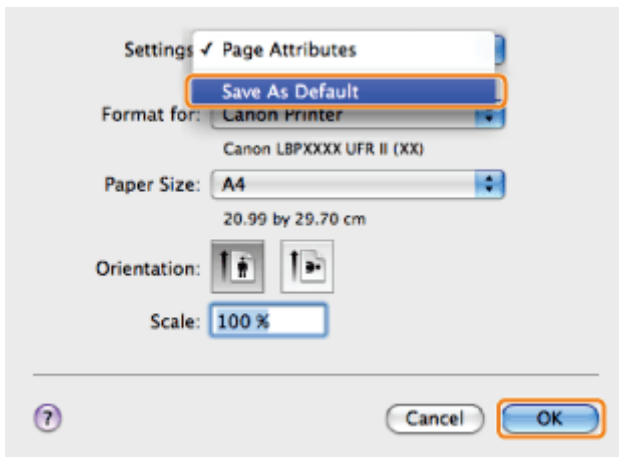 Settings ✓ Page Attributes
Save As Default
Format for: Canon Printer
Canon LBPXXXX UFR II (XX)
Paper Size: A4
20.99 by 29.70 cm
Orientation:
Scale: 100 %
? Cancel OK